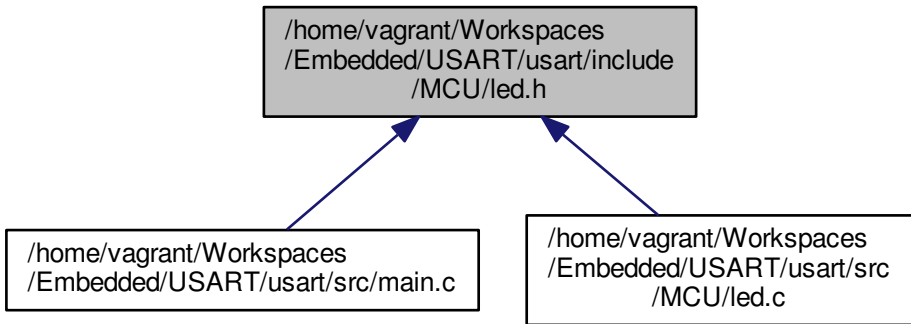 /home/vagrant/Workspaces
/Embedded/USART/usart/include
/MCU/led.h
/home/vagrant/Workspaces
/Embedded/USART/usart/src/main.c
/home/vagrant/Workspaces
/Embedded/USART/usart/src
/MCU/led.c